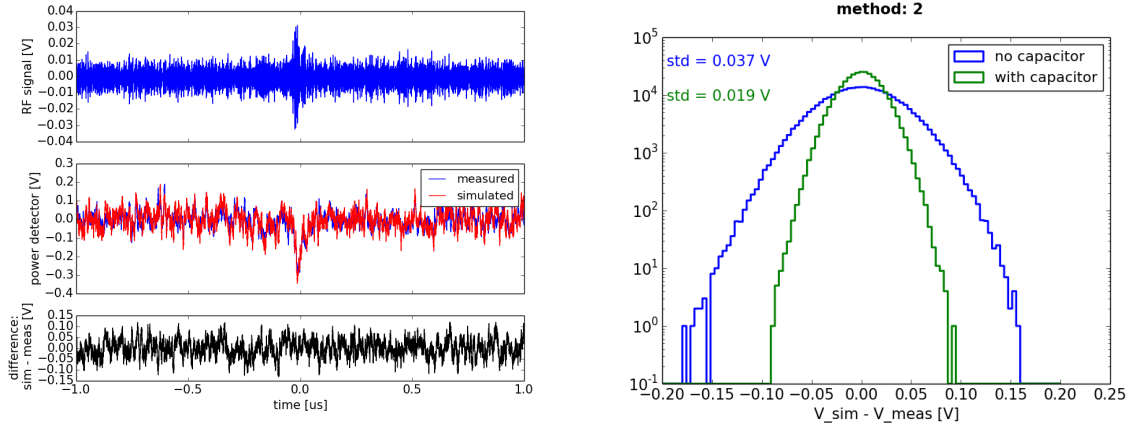 RF signal [V]
0.04
0.03
0.02
0.01
0.00
−0.01
−0.02
−0.03
−0.04
power detector [V]
0.3
0.2
0.1
0.0
−0.1
−0.2
−0.3
−0.4
measured
simulated
difference:
sim - meas [V]
0.15
0.10
0.05
0.00
−0.05
−0.10
−0.15
−1.0 −0.5 0.0 0.5 1.0
time [us]
method: 2
10^5
10^4
10^3
10^2
10^1
10^0
10^-1
std = 0.037 V
std = 0.019 V
no capacitor
with capacitor
−0.20 −0.15 −0.10 −0.05 0.00 0.05 0.10 0.15 0.20 0.25
V_sim - V_meas [V]